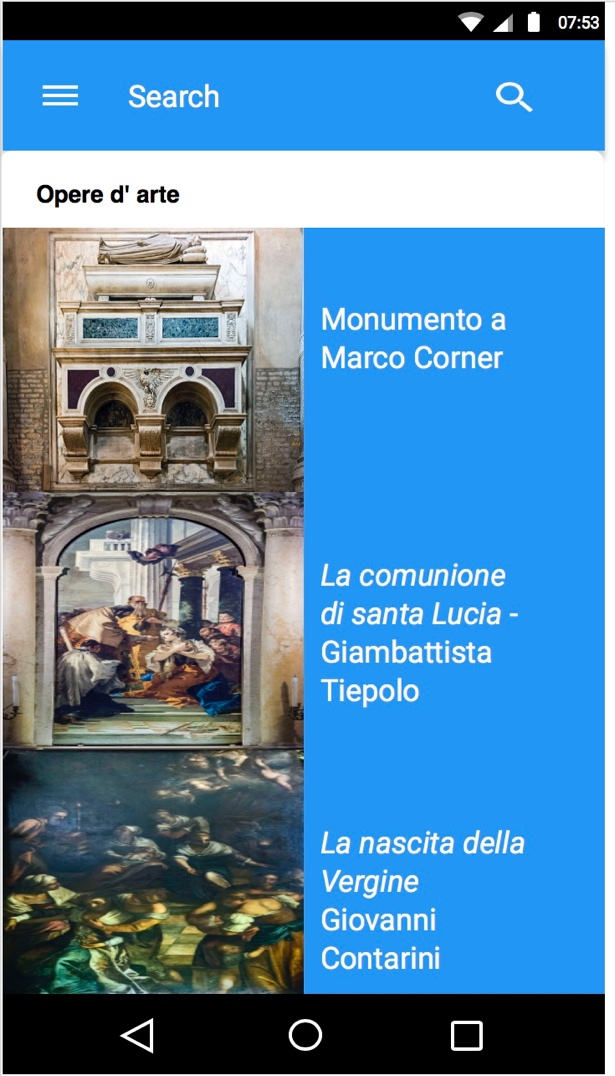 07:53
Search
Opere d' arte
Monumento a
Marco Corner
La comunione
di santa Lucia -
Giambattista
Tiepolo
La nascita della
Vergine
Giovanni
Contarini